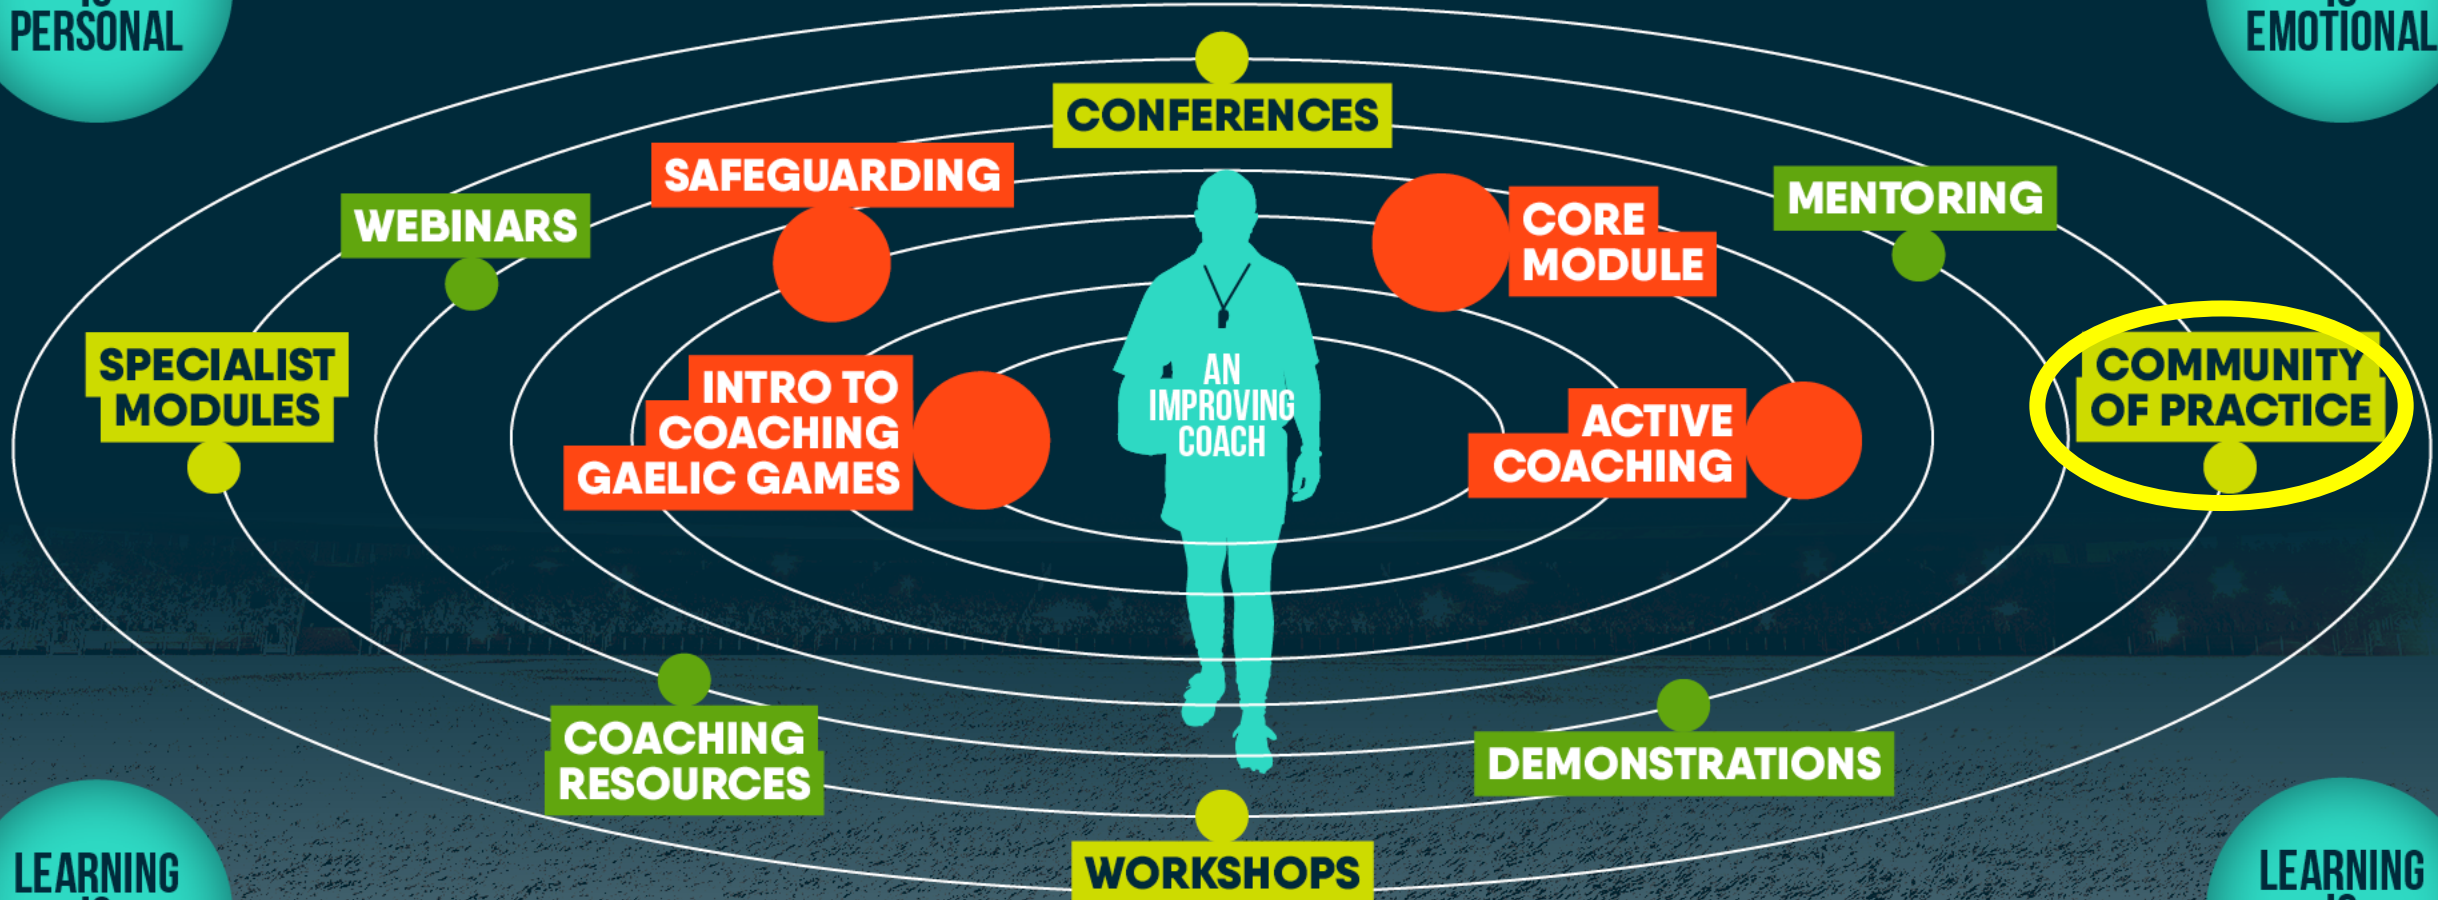 PERSONAL
EMOTIONAL
CONFERENCES
SAFEGUARDING
WEBINARS
CORE
MODULE
MENTORING
SPECIALIST
MODULES
INTRO TO
COACHING
GAELIC GAMES
AN
IMPROVING
COACH
ACTIVE
COACHING
COMMUNITY
OF PRACTICE
COACHING
RESOURCES
DEMONSTRATIONS
WORKSHOPS
LEARNING
LEARNING